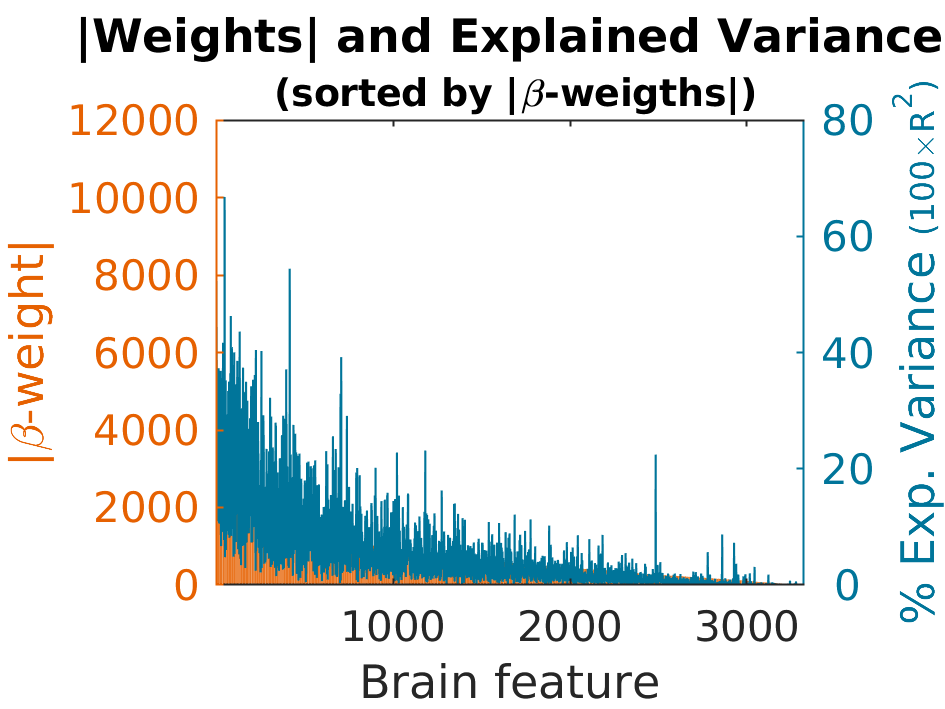 |Weights| and Explained Variance
(sorted by |β-weigths|)
12000
10000
8000
6000
4000
2000
0
|β-weight|
80
60
40
20
0
% Exp. Variance (100×R²)
1000 2000 3000
Brain feature